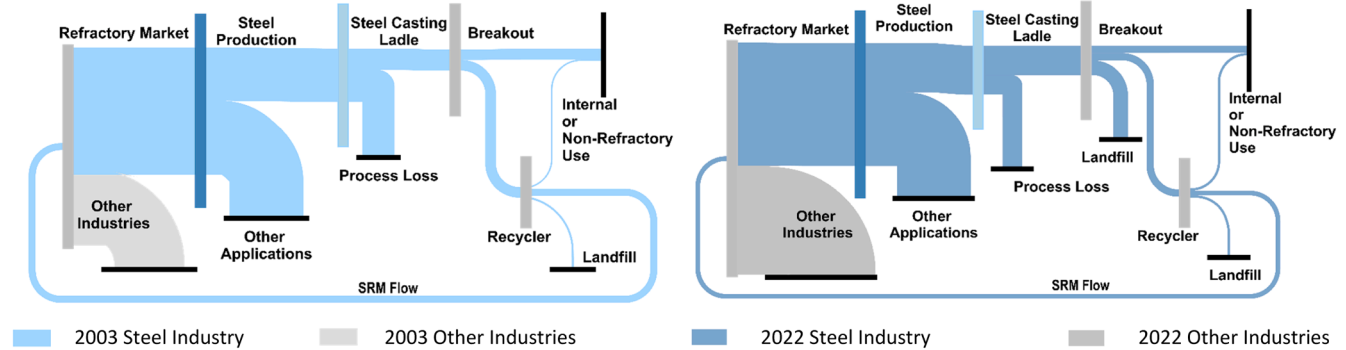 Refractory Market
Steel
Production
Steel Casting
Ladle
Breakout
Internal
or
Non-Refractory
Use
Process Loss
Other
Industries
Other
Applications
Recycler
Landfill
SRM Flow
2003 Steel Industry
2003 Other Industries
Refractory Market
Steel
Production
Steel Casting
Ladle
Breakout
Internal
or
Non-Refractory
Use
Landfill
Process Loss
Other
Industries
Other
Applications
Recycler
Landfill
SRM Flow
2022 Steel Industry
2022 Other Industries